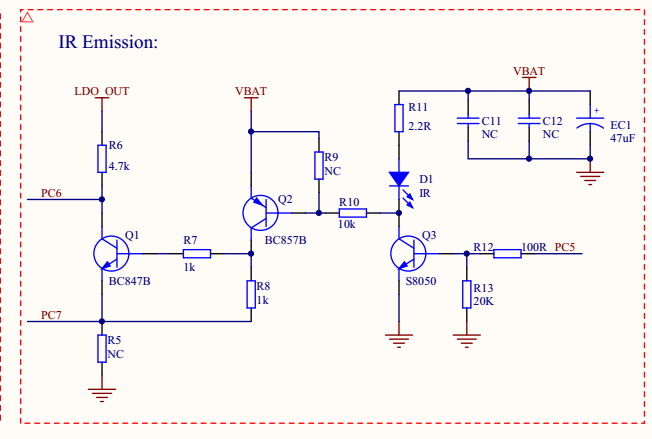 IR Emission:
LDO_OUT
VBAT
VBAT
R6
4.7k
R9
NC
R11
2.2R
C11
NC
C12
NC
+
EC1
47uF
PC6
D1
IR
Q2
BC857B
R10
10k
Q1
BC847B
R7
1k
Q3
S8050
R12
100R
PC5
R8
1k
R13
20K
PC7
R5
NC